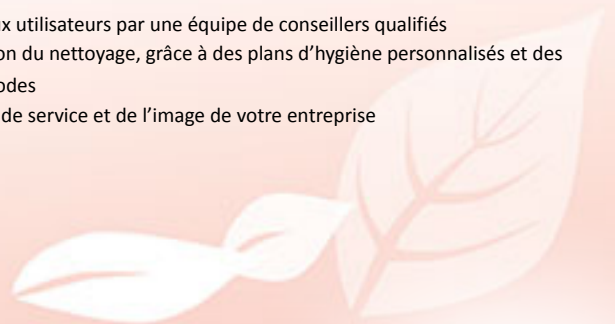 ux utilisateurs par une équipe de conseillers qualifiés
on du nettoyage, grâce à des plans d’hygiène personnalisés et des
odes
de service et de l’image de votre entreprise